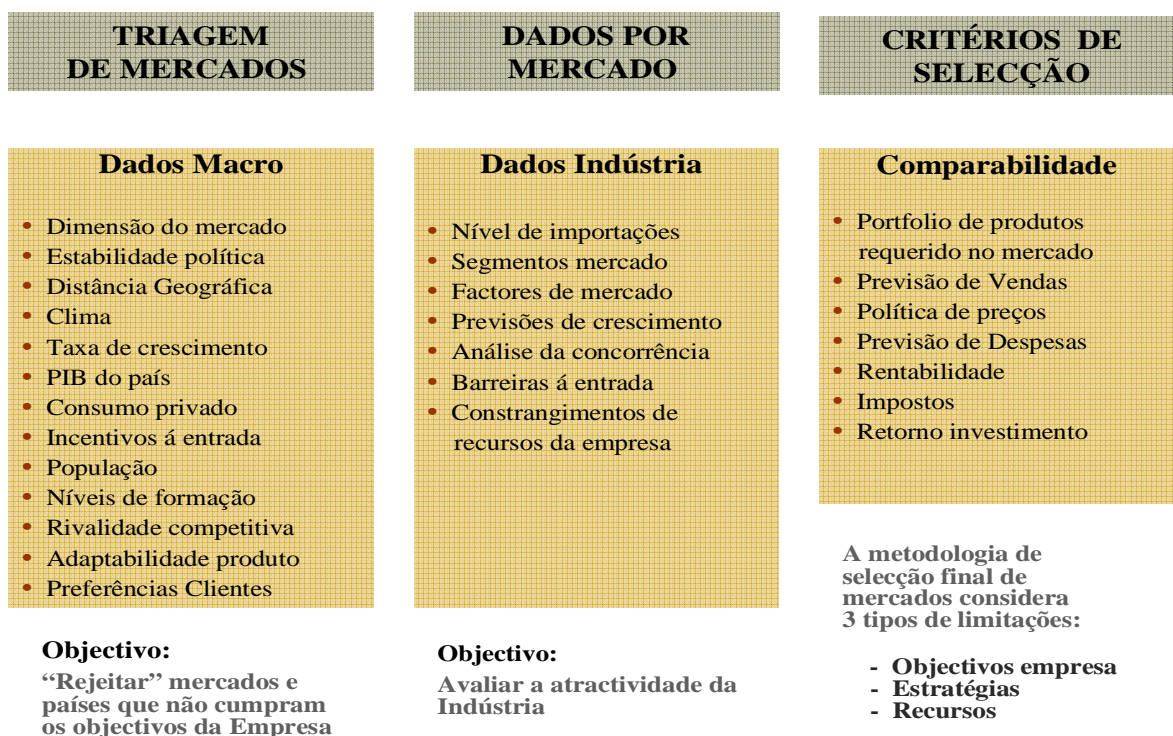 TRIAGEM
DE MERCADOS
Dados Macro
• Dimensão do mercado
• Estabilidade política
• Distância Geográfica
• Clima
• Taxa de crescimento
• PIB do país
• Consumo privado
• Incentivos á entrada
• População
• Níveis de formação
• Rivalidade competitiva
• Adaptabilidade produto
• Preferências Clientes
Objectivo:
“Rejeitar” mercados e
países que não cumpram
os objectivos da Empresa
DADOS POR
MERCADO
Dados Indústria
• Nível de importações
• Segmentos mercado
• Factores de mercado
• Previsões de crescimento
• Análise da concorrência
• Barreiras á entrada
• Constrangimentos de
recursos da empresa
Objectivo:
Avaliar a atractividade da
Indústria
CRITÉRIOS DE
SELECÇÃO
Comparabilidade
• Portfolio de produtos
requerido no mercado
• Previsão de Vendas
• Política de preços
• Previsão de Despesas
• Rentabilidade
• Impostos
• Retorno investimento
A metodologia de
selecção final de
mercados considera
3 tipos de limitações:
- Objectivos empresa
- Estratégias
- Recursos